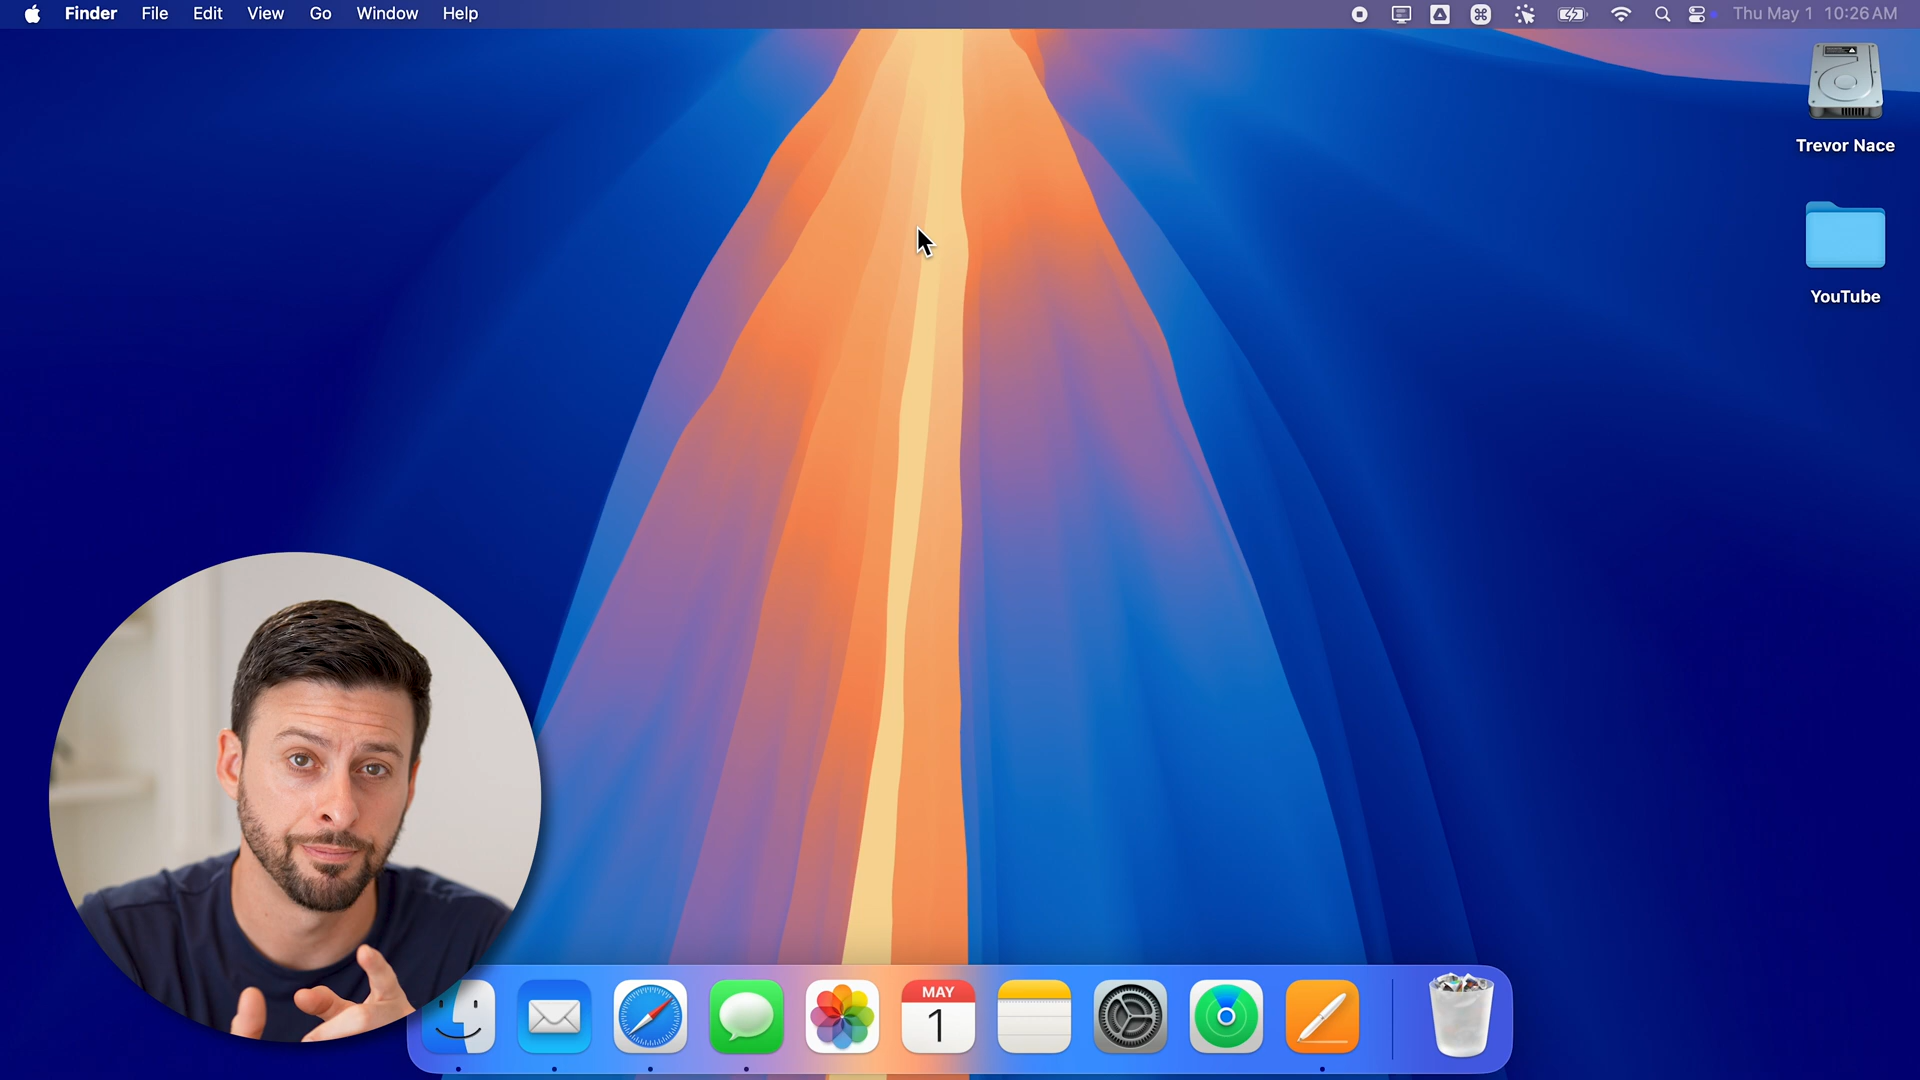 Finder File Edit View Go Window Help Thu May 1 10:26 AM
Trevor Nace
YouTube
MAY
1